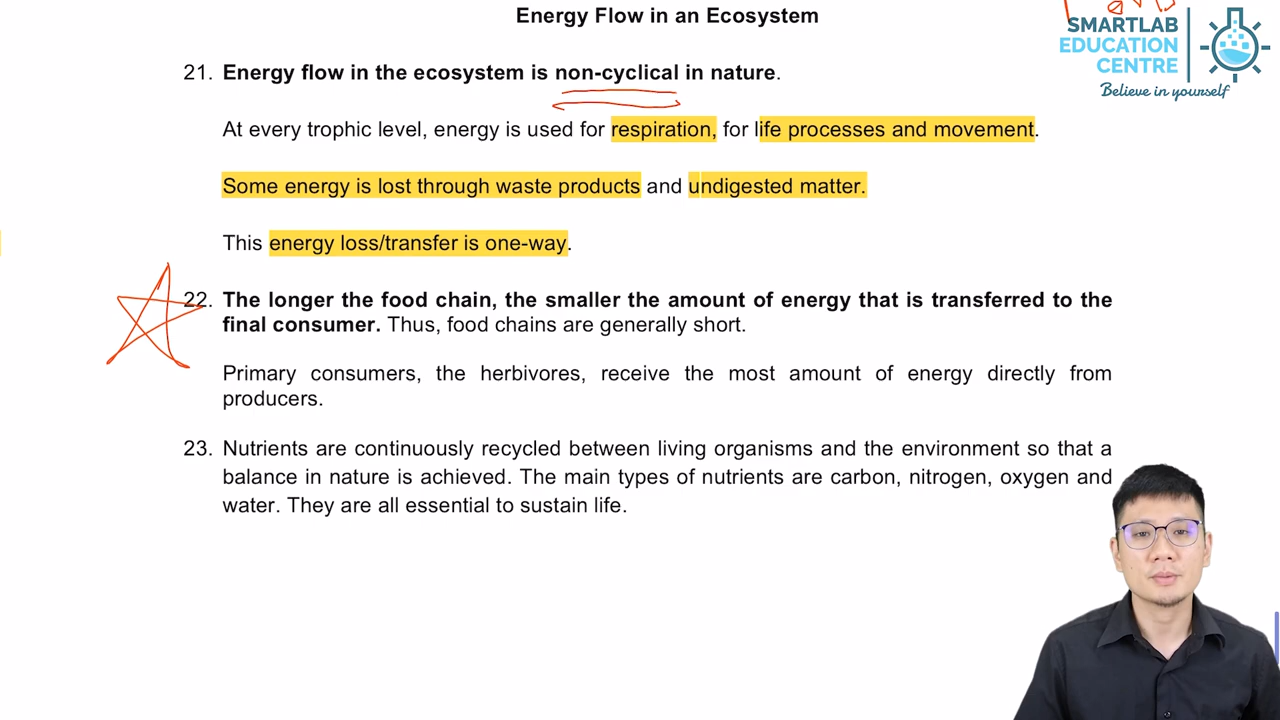 Energy Flow in an Ecosystem
SMARTLAB
EDUCATION
CENTRE
Believe in yourself
21. Energy flow in the ecosystem is non-cyclical in nature.
At every trophic level, energy is used for respiration, for life processes and movement.
Some energy is lost through waste products and undigested matter.
This energy loss/transfer is one-way.
22. The longer the food chain, the smaller the amount of energy that is transferred to the
final consumer. Thus, food chains are generally short.
Primary consumers, the herbivores, receive the most amount of energy directly from
producers.
23. Nutrients are continuously recycled between living organisms and the environment so that a
balance in nature is achieved. The main types of nutrients are carbon, nitrogen, oxygen and
water. They are all essential to sustain life.